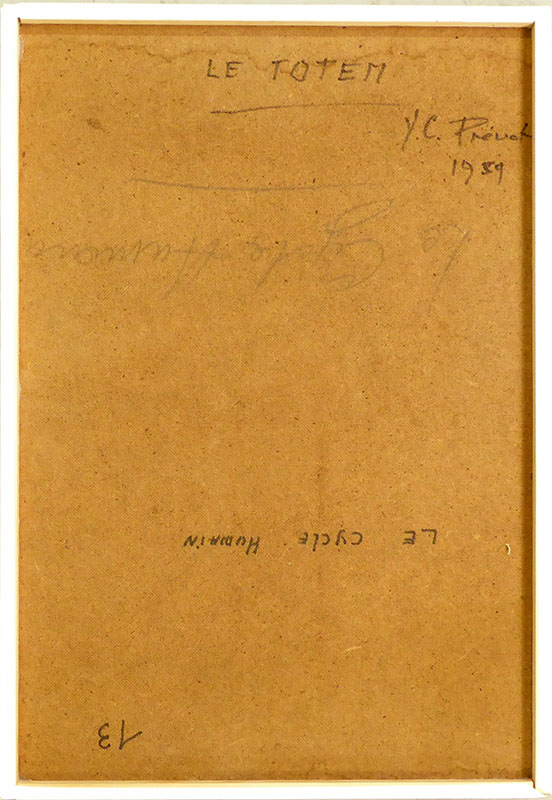 LE TOTEM
Y.C. Prévot
1989
Le Cycle Humain
LE CYCLE HUMAIN
13